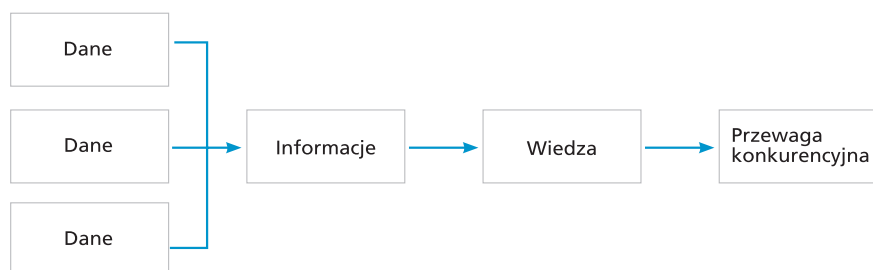 Dane
Dane
Dane
Informacje
Wiedza
Przewaga
konkurencyjna